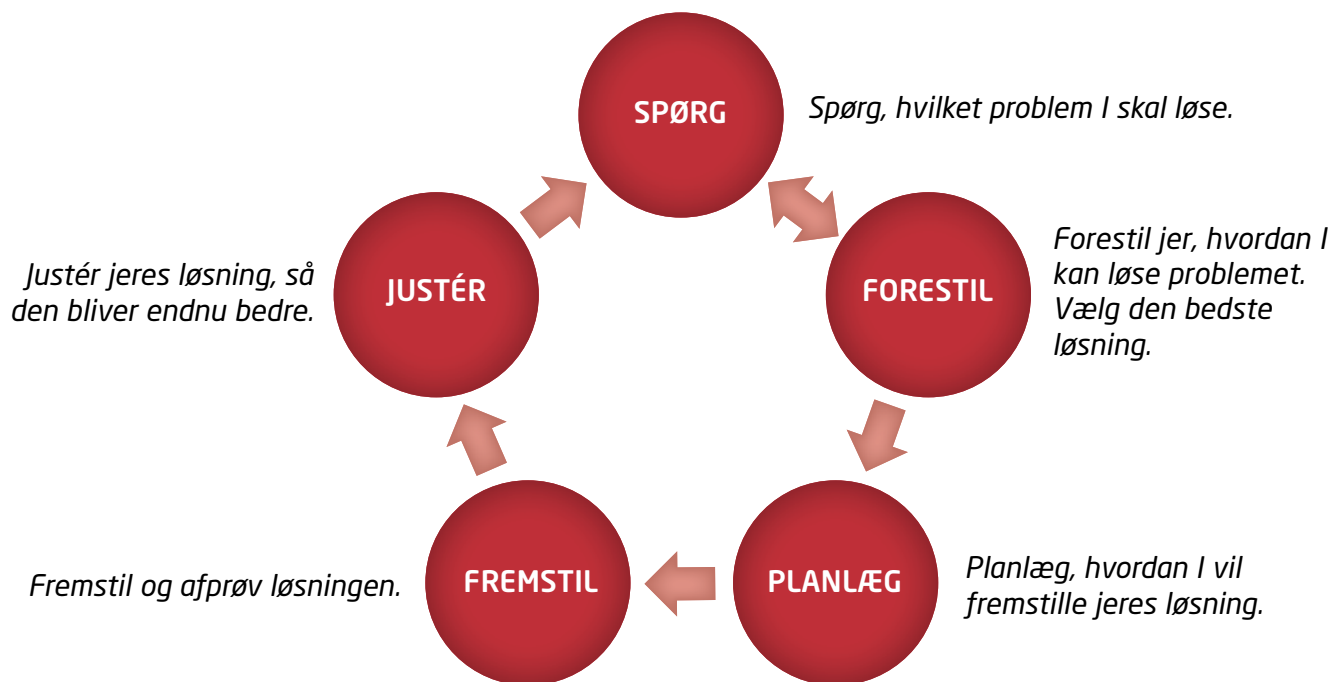 SPØRG
Spørg, hvilket problem I skal løse.
FORESTIL
Forestil jer, hvordan I
kan løse problemet.
Vælg den bedste
løsning.
PLANLÆG
Planlæg, hvordan I vil
fremstille jeres løsning.
FREMSTIL
Fremstil og afprøv løsningen.
JUSTÉR
Justér jeres løsning, så
den bliver endnu bedre.